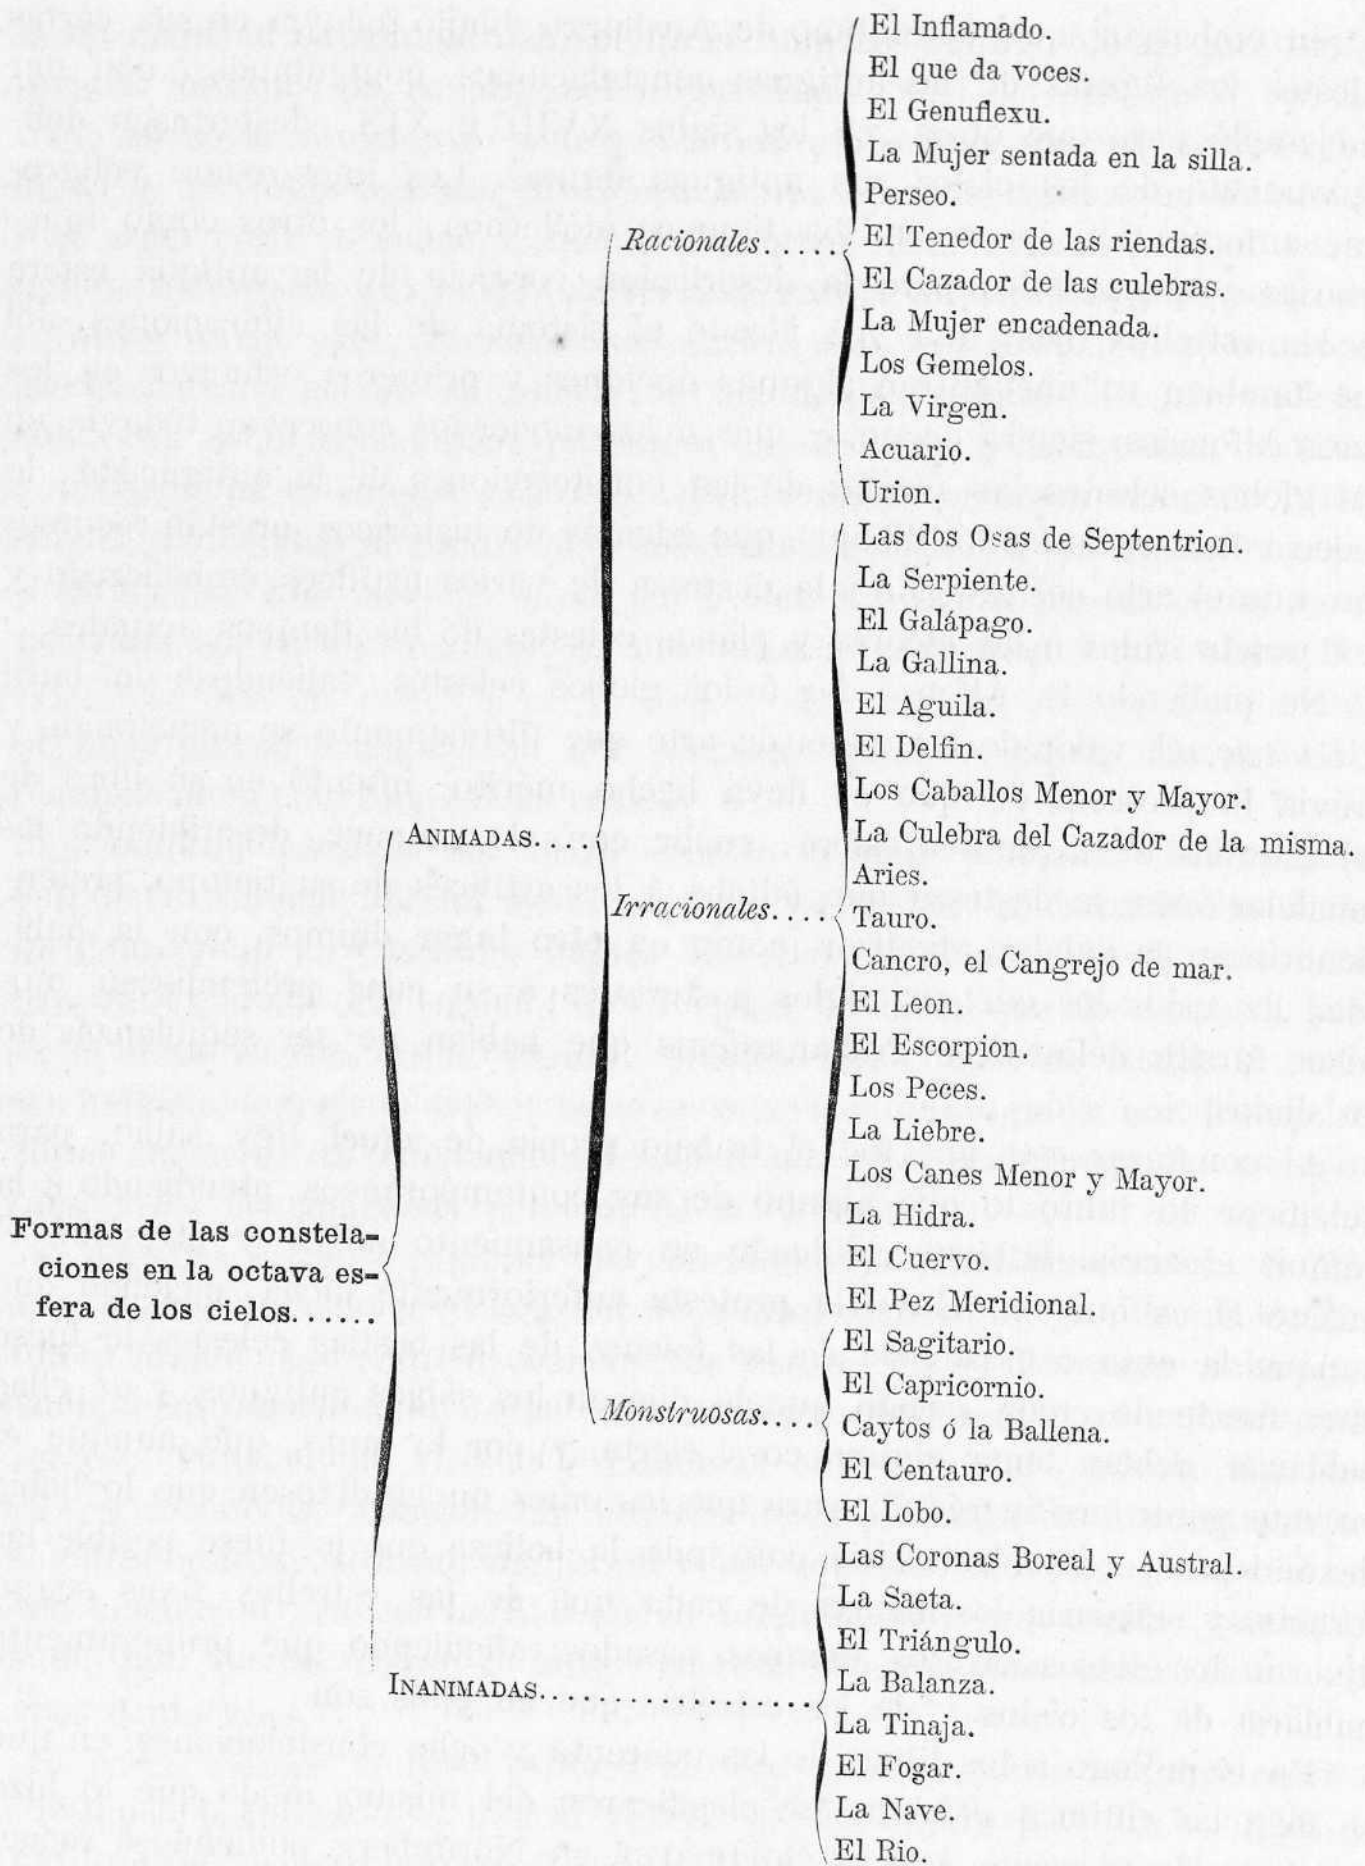 Formas de las constela-
ciones en la octava es-
fera de los cielos......
ANIMADAS....
Racionales......
El Inflamado.
El que da voces.
El Genuflexu.
La Mujer sentada en la silla.
Perseo.
El Tenedor de las riendas.
El Cazador de las culebras.
La Mujer encadenada.
Los Gemelos.
La Virgen.
Acuario.
Urion.
Irracionales....
Las dos Osas de Septentrion.
La Serpiente.
El Galápago.
La Gallina.
El Aguila.
El Delfin.
Los Caballos Menor y Mayor.
La Culebra del Cazador de la misma.
Aries.
Tauro.
Cancro, el Cangrejo de mar.
El Leon.
El Escorpion.
Los Peces.
La Liebre.
Los Canes Menor y Mayor.
La Hidra.
El Cuervo.
El Pez Meridional.
Monstruosas....
El Sagitario.
El Capricornio.
Caytos ó la Ballena.
El Centauro.
El Lobo.
INANIMADAS...................
Las Coronas Boreal y Austral.
La Saeta.
El Triángulo.
La Balanza.
La Tinaja.
El Fogar.
La Nave.
El Rio.